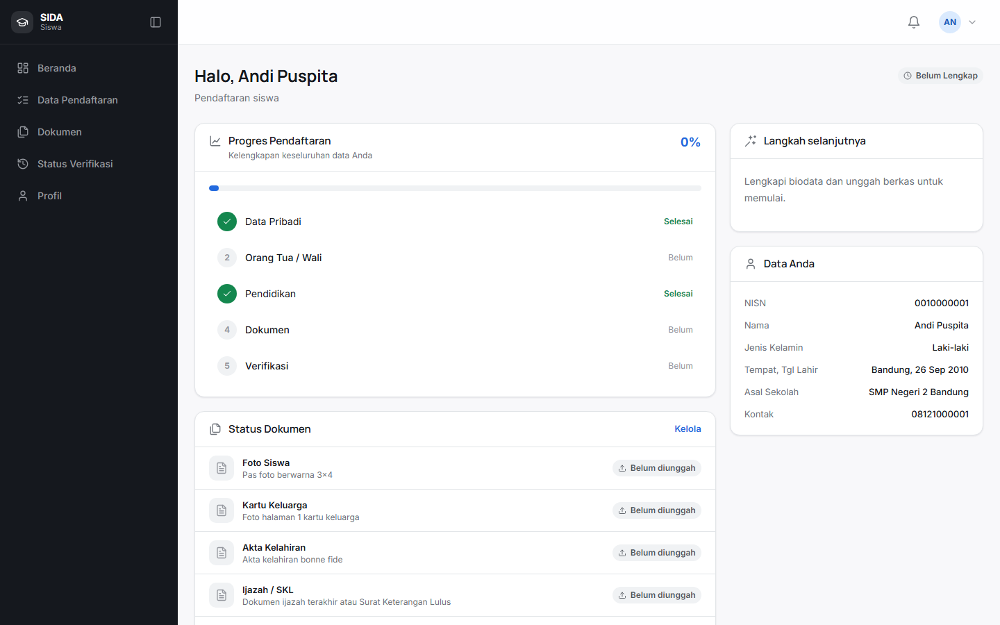 SIDA
Siswa
Beranda
Data Pendaftaran
Dokumen
Status Verifikasi
Profil
AN
Halo, Andi Puspita
Pendaftaran siswa
Belum Lengkap
Progres Pendaftaran
Kelengkapan keseluruhan data Anda
0%
Data Pribadi
Selesai
2
Orang Tua / Wali
Belum
Pendidikan
Selesai
4
Dokumen
Belum
5
Verifikasi
Belum
Status Dokumen
Kelola
Foto Siswa
Pas foto berwarna 3×4
Belum diunggah
Kartu Keluarga
Foto halaman 1 kartu keluarga
Belum diunggah
Akta Kelahiran
Akta kelahiran bonne fide
Belum diunggah
Ijazah / SKL
Dokumen ijazah terakhir atau Surat Keterangan Lulus
Belum diunggah
Langkah selanjutnya
Lengkapi biodata dan unggah berkas untuk
memulai.
Data Anda
NISN 0010000001
Nama Andi Puspita
Jenis Kelamin Laki-laki
Tempat, Tgl Lahir Bandung, 26 Sep 2010
Asal Sekolah SMP Negeri 2 Bandung
Kontak 08121000001